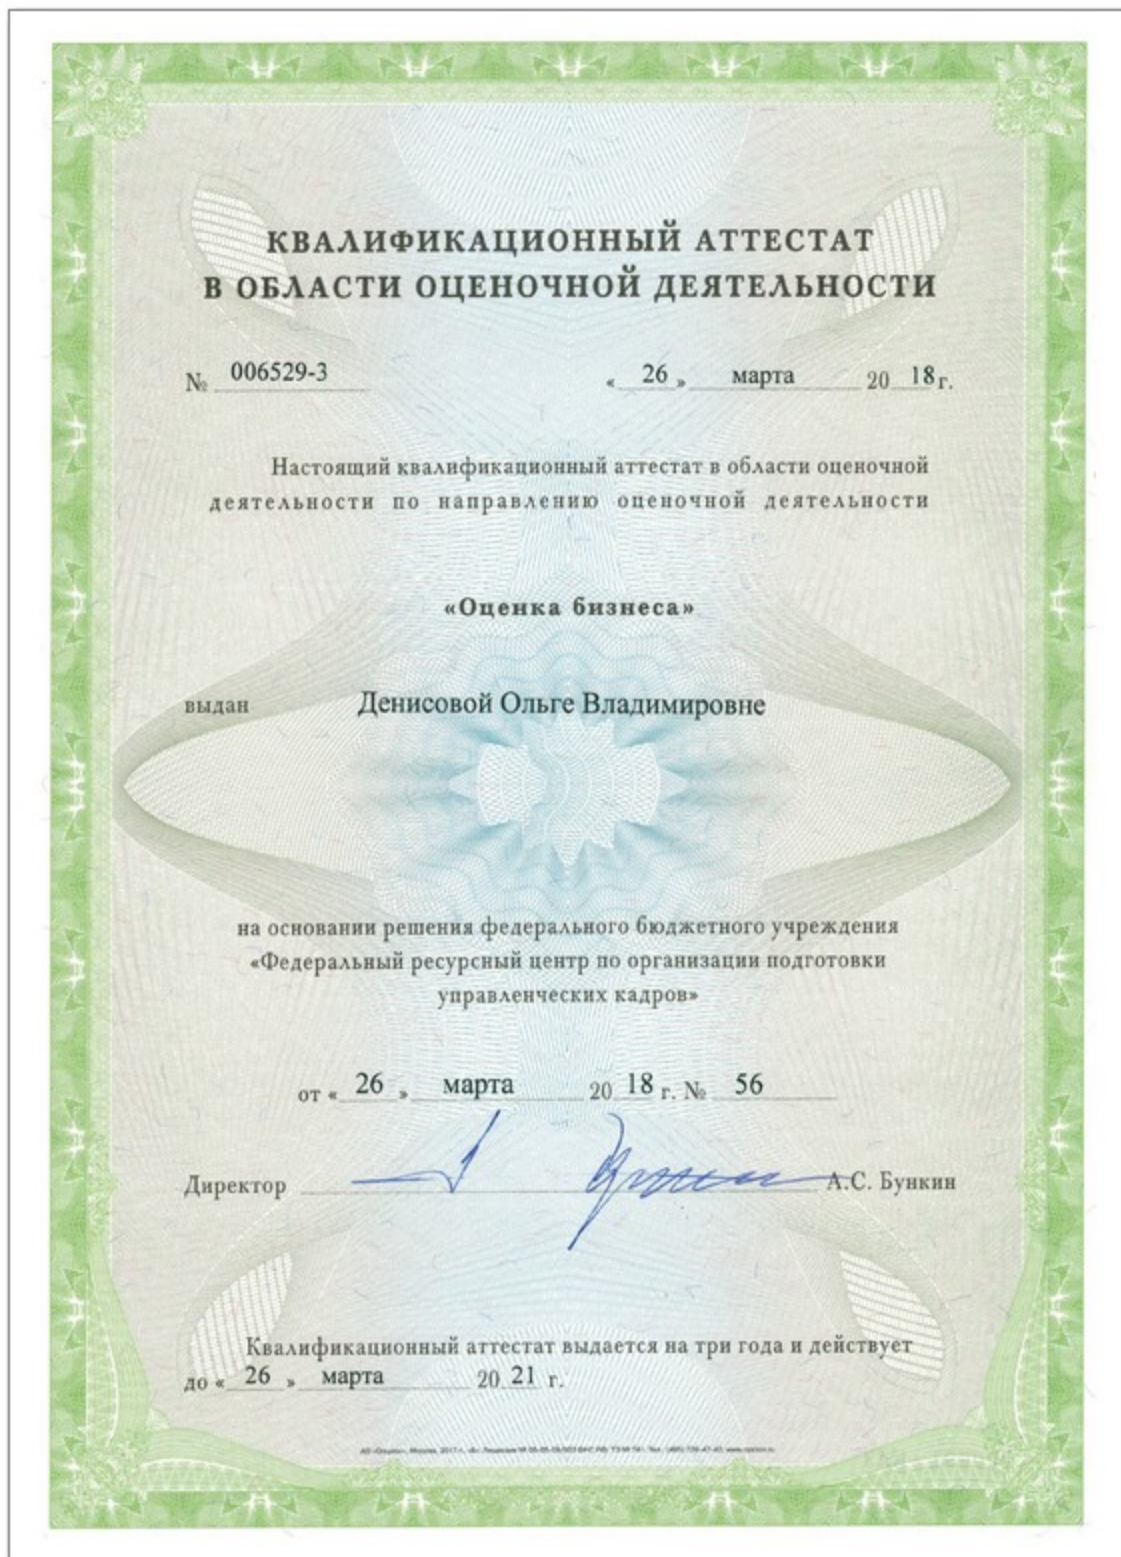 КВАЛИФИКАЦИОННЫЙ АТТЕСТАТ
В ОБЛАСТИ ОЦЕНОЧНОЙ ДЕЯТЕЛЬНОСТИ
№ 006529-3 « 26 » марта 20 18 г.
Настоящий квалификационный аттестат в области оценочной
деятельности по направлению оценочной деятельности
«Оценка бизнеса»
выдан Денисовой Ольге Владимировне
на основании решения федерального бюджетного учреждения
«Федеральный ресурсный центр по организации подготовки
управленческих кадров»
от « 26 » марта 20 18 г. № 56
Директор А.С. Бункин
Квалификационный аттестат выдается на три года и действует
до « 26 » марта 20 21 г.